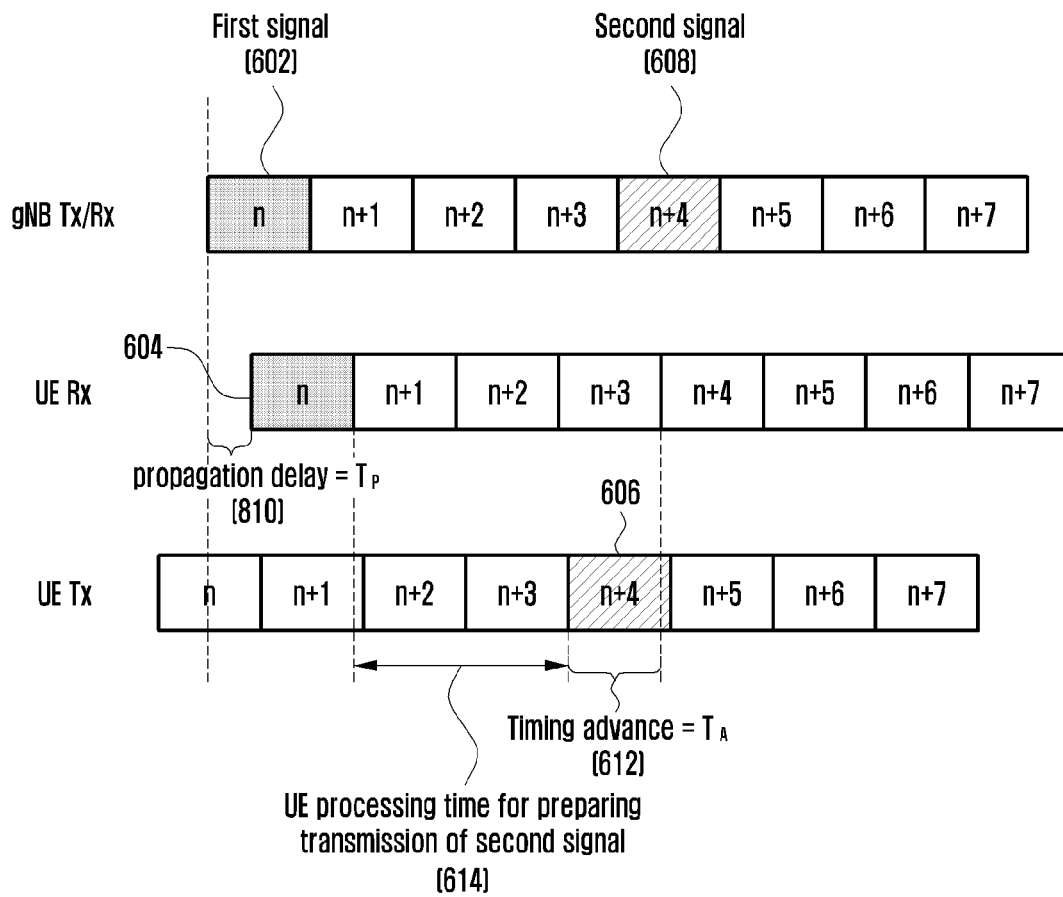 First signal
(602)
Second signal
(608)
gNB Tx/Rx
n n+1 n+2 n+3 n+4 n+5 n+6 n+7
604
UE Rx
n n+1 n+2 n+3 n+4 n+5 n+6 n+7
propagation delay = T P
(810)
606
UE Tx
n n+1 n+2 n+3 n+4 n+5 n+6 n+7
Timing advance = T A
(612)
UE processing time for preparing
transmission of second signal
(614)